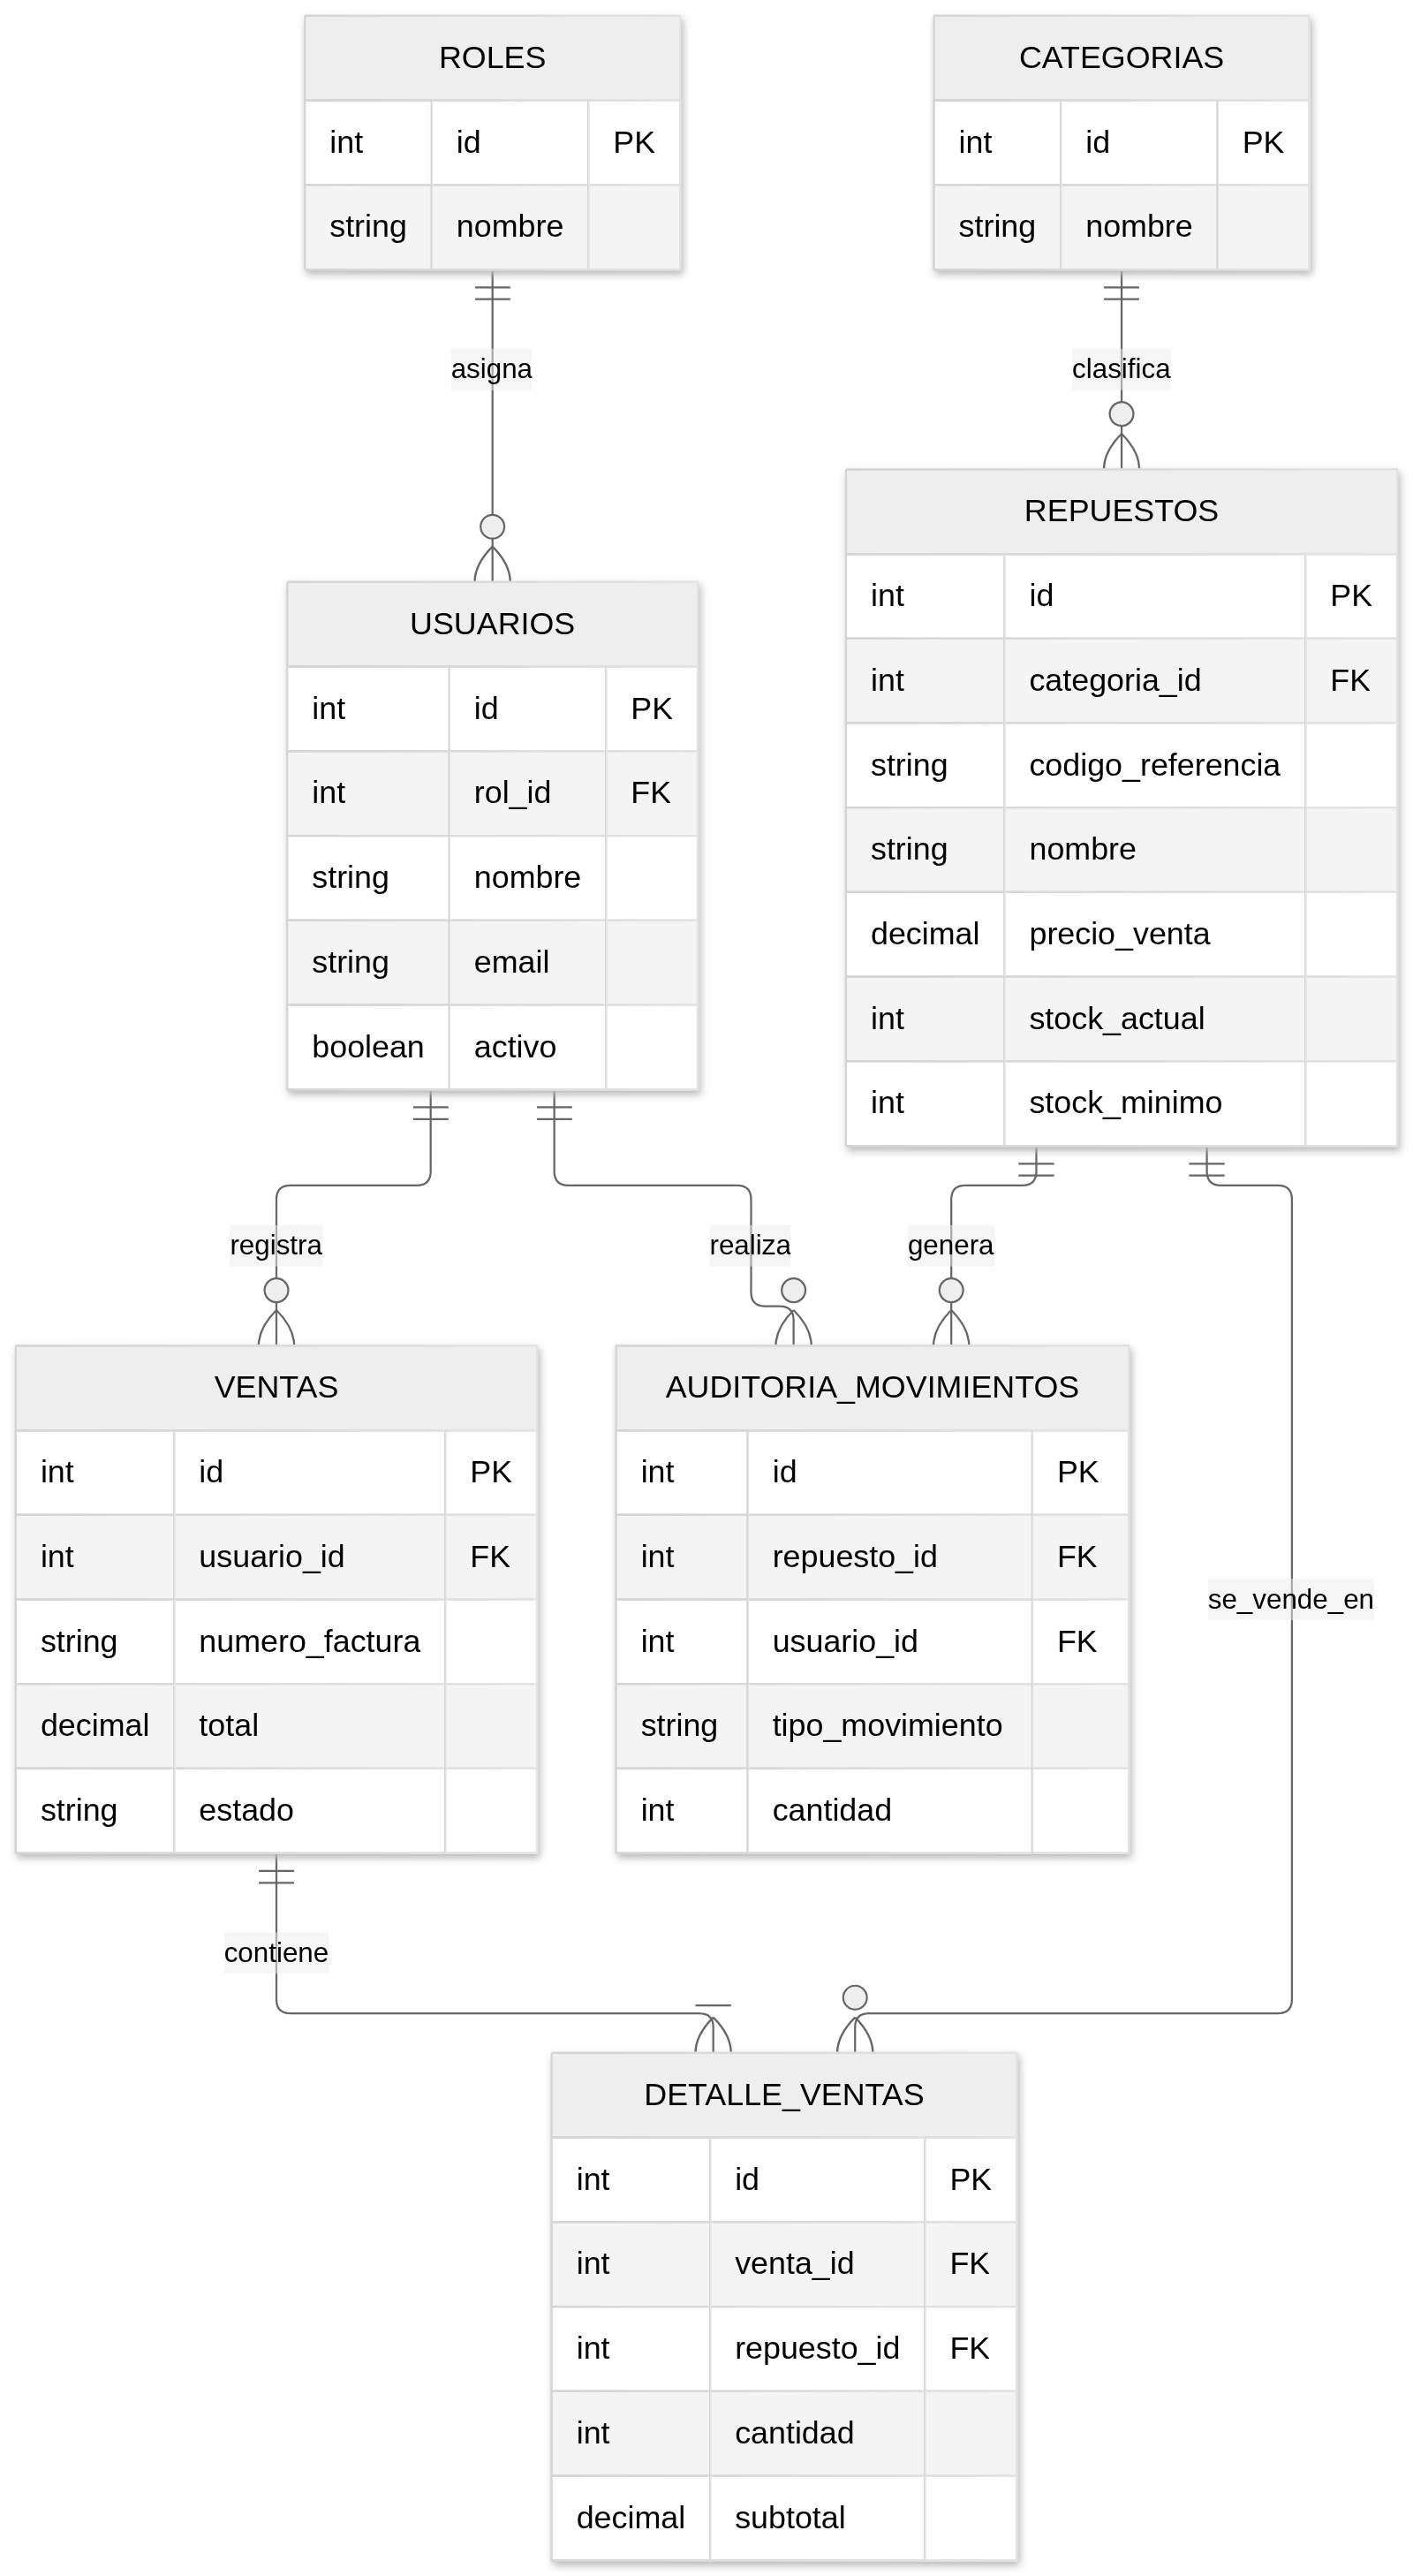 ROLES
int id PK
string nombre
CATEGORIAS
int id PK
string nombre
asigna
clasifica
USUARIOS
int id PK
int rol_id FK
string nombre
string email
boolean activo
REPUESTOS
int id PK
int categoria_id FK
string codigo_referencia
string nombre
decimal precio_venta
int stock_actual
int stock_minimo
registra
realiza
genera
VENTAS
int id PK
int usuario_id FK
string numero_factura
decimal total
string estado
AUDITORIA_MOVIMIENTOS
int id PK
int repuesto_id FK
int usuario_id FK
string tipo_movimiento
int cantidad
se_vende_en
contiene
DETALLE_VENTAS
int id PK
int venta_id FK
int repuesto_id FK
int cantidad
decimal subtotal